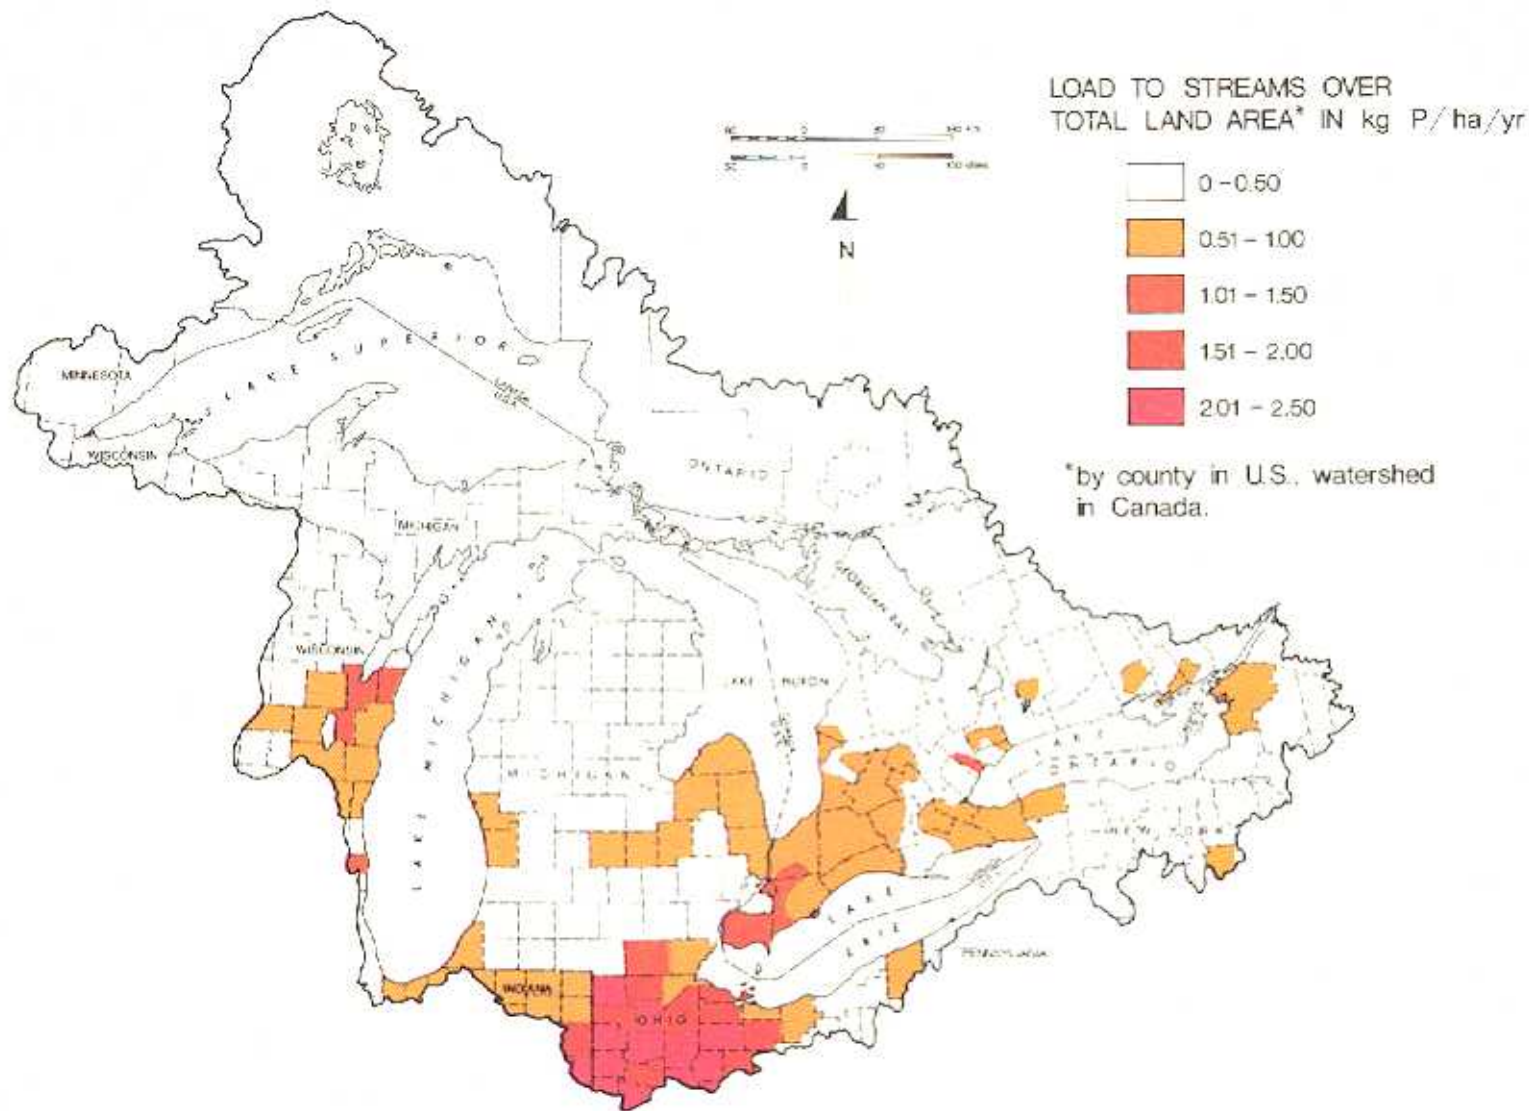 LOAD TO STREAMS OVER
TOTAL LAND AREA* IN kg P/ha/yr
0-0.50
0.51-1.00
1.01-1.50
1.51-2.00
2.01-2.50
*by county in U.S., watershed
in Canada.
N
MINNESOTA
LAKE SUPERIOR
CANADA
U.S.A.
WISCONSIN
ONTARIO
MICHIGAN
GEORGIAN BAY
WISCONSIN
LAKE MICHIGAN
LAKE HURON
MICHIGAN
LAKE
ONTARIO
NEW YORK
LAKE
ERIE
PENNSYLVANIA
INDIANA
OHIO